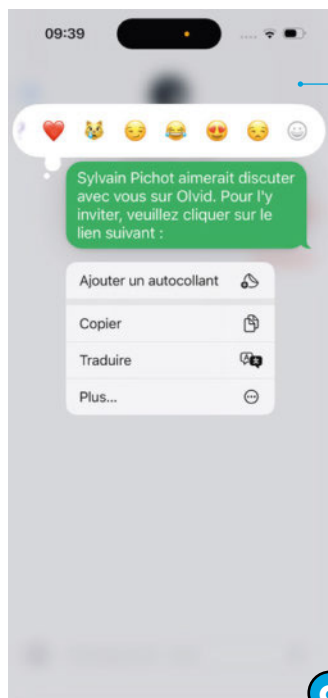 09:39
Sylvain Pichot aimerait discuter
avec vous sur Olvid. Pour l'y
inviter, veuillez cliquer sur le
lien suivant :
Ajouter un autocollant
Copier
Traduire
Plus...